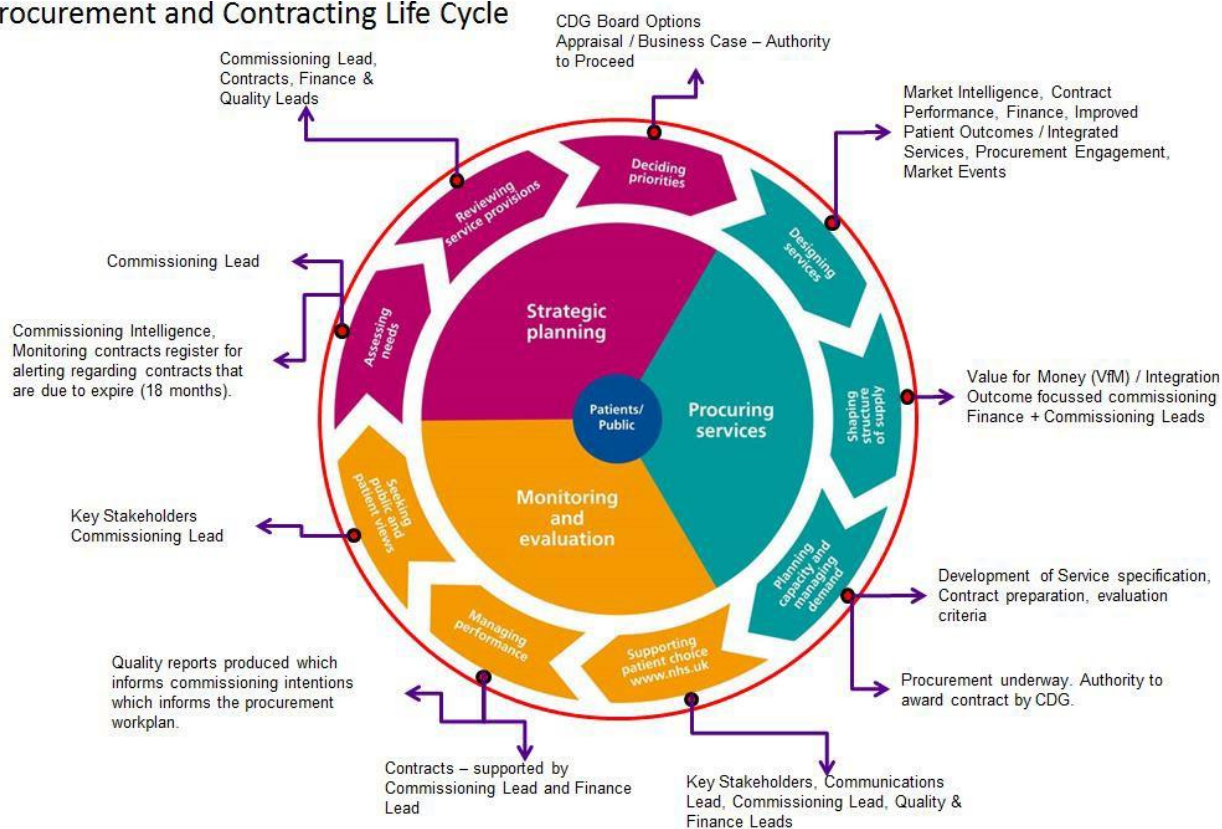 rocurement and Contracting Life Cycle
CDG Board Options
Appraisal / Business Case – Authority
to Proceed
Commissioning Lead,
Contracts, Finance &
Quality Leads
Market Intelligence, Contract
Performance, Finance, Improved
Patient Outcomes / Integrated
Services, Procurement Engagement,
Market Events
Deciding
priorities
Reviewing
service provisions
Designing
services
Commissioning Lead
Assessing
needs
Commissioning Intelligence,
Monitoring contracts register for
alerting regarding contracts that
are due to expire (18 months).
Strategic
planning
Patients/
Public
Procuring
services
Shaping
structure
of supply
Value for Money (VfM) / Integration
Outcome focussed commissioning
Finance + Commissioning Leads
Monitoring
and
evaluation
Seeking
public and
patient views
Key Stakeholders
Commissioning Lead
Planning
capacity and
managing
demand
Development of Service specification,
Contract preparation, evaluation
criteria
Managing
performance
Supporting
patient choice
www.nhs.uk
Quality reports produced which
informs commissioning intentions
which informs the procurement
workplan.
Procurement underway. Authority to
award contract by CDG.
Contracts – supported by
Commissioning Lead and Finance
Lead
Key Stakeholders, Communications
Lead, Commissioning Lead, Quality &
Finance Leads